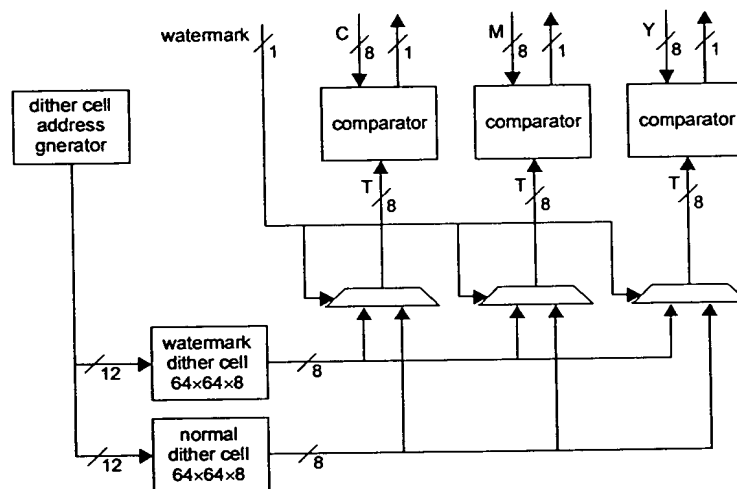 watermark
1
C
8
1
M
8
1
Y
8
1
dither cell
address
gnerator
comparator
comparator
comparator
T
8
T
8
T
8
watermark
dither cell
64×64×8
12
8
normal
dither cell
64×64×8
12
8